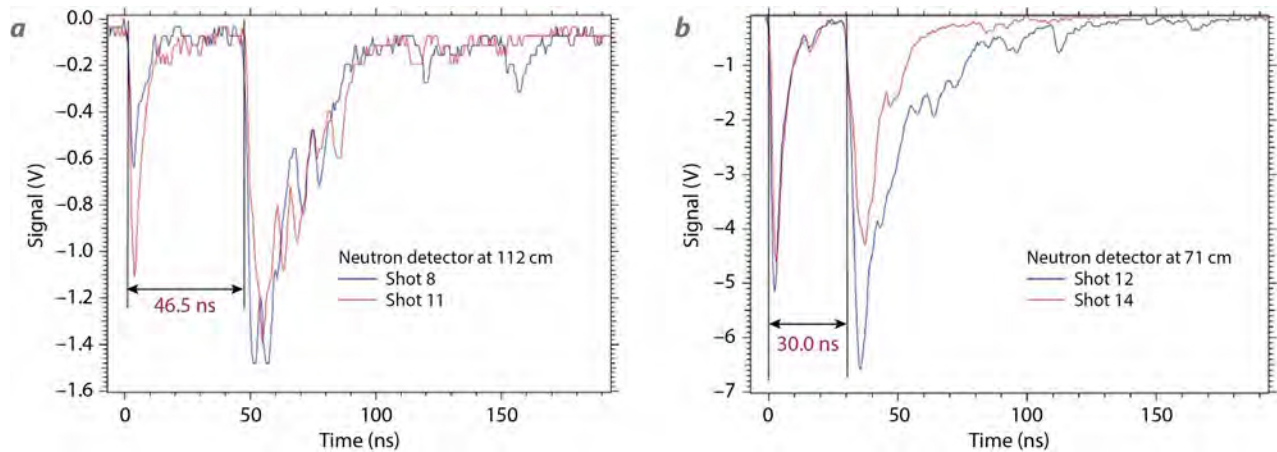 a
0.0
−0.2
−0.4
−0.6
−0.8
−1.0
−1.2
−1.4
−1.6
Signal (V)
Neutron detector at 112 cm
Shot 8
Shot 11
46.5 ns
0
50
100
150
Time (ns)
b
−1
−2
−3
−4
−5
−6
−7
Signal (V)
Neutron detector at 71 cm
Shot 12
Shot 14
30.0 ns
0
50
100
150
Time (ns)